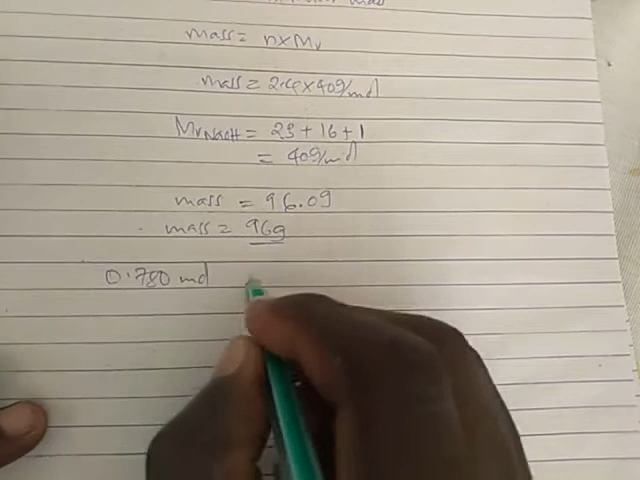 mass
mass = n×Mr
mass = 2.4×40g/mol
MrNaOH = 23 + 16 + 1
= 40g/mol
mass = 96.0g
mass = 96g
0.780 mol